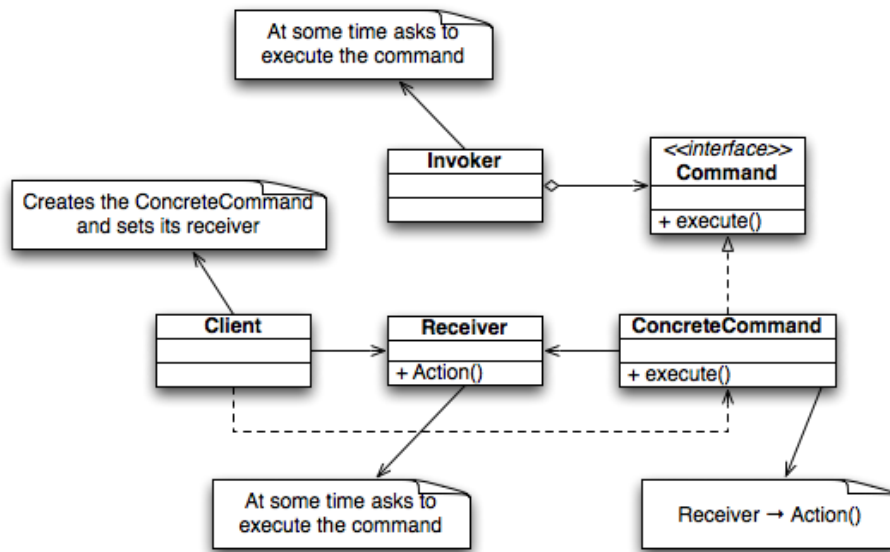 At some time asks to
execute the command
Invoker
<<interface>>
Command
+ execute()
Creates the ConcreteCommand
and sets its receiver
Client
Receiver
+ Action()
ConcreteCommand
+ execute()
At some time asks to
execute the command
Receiver → Action()